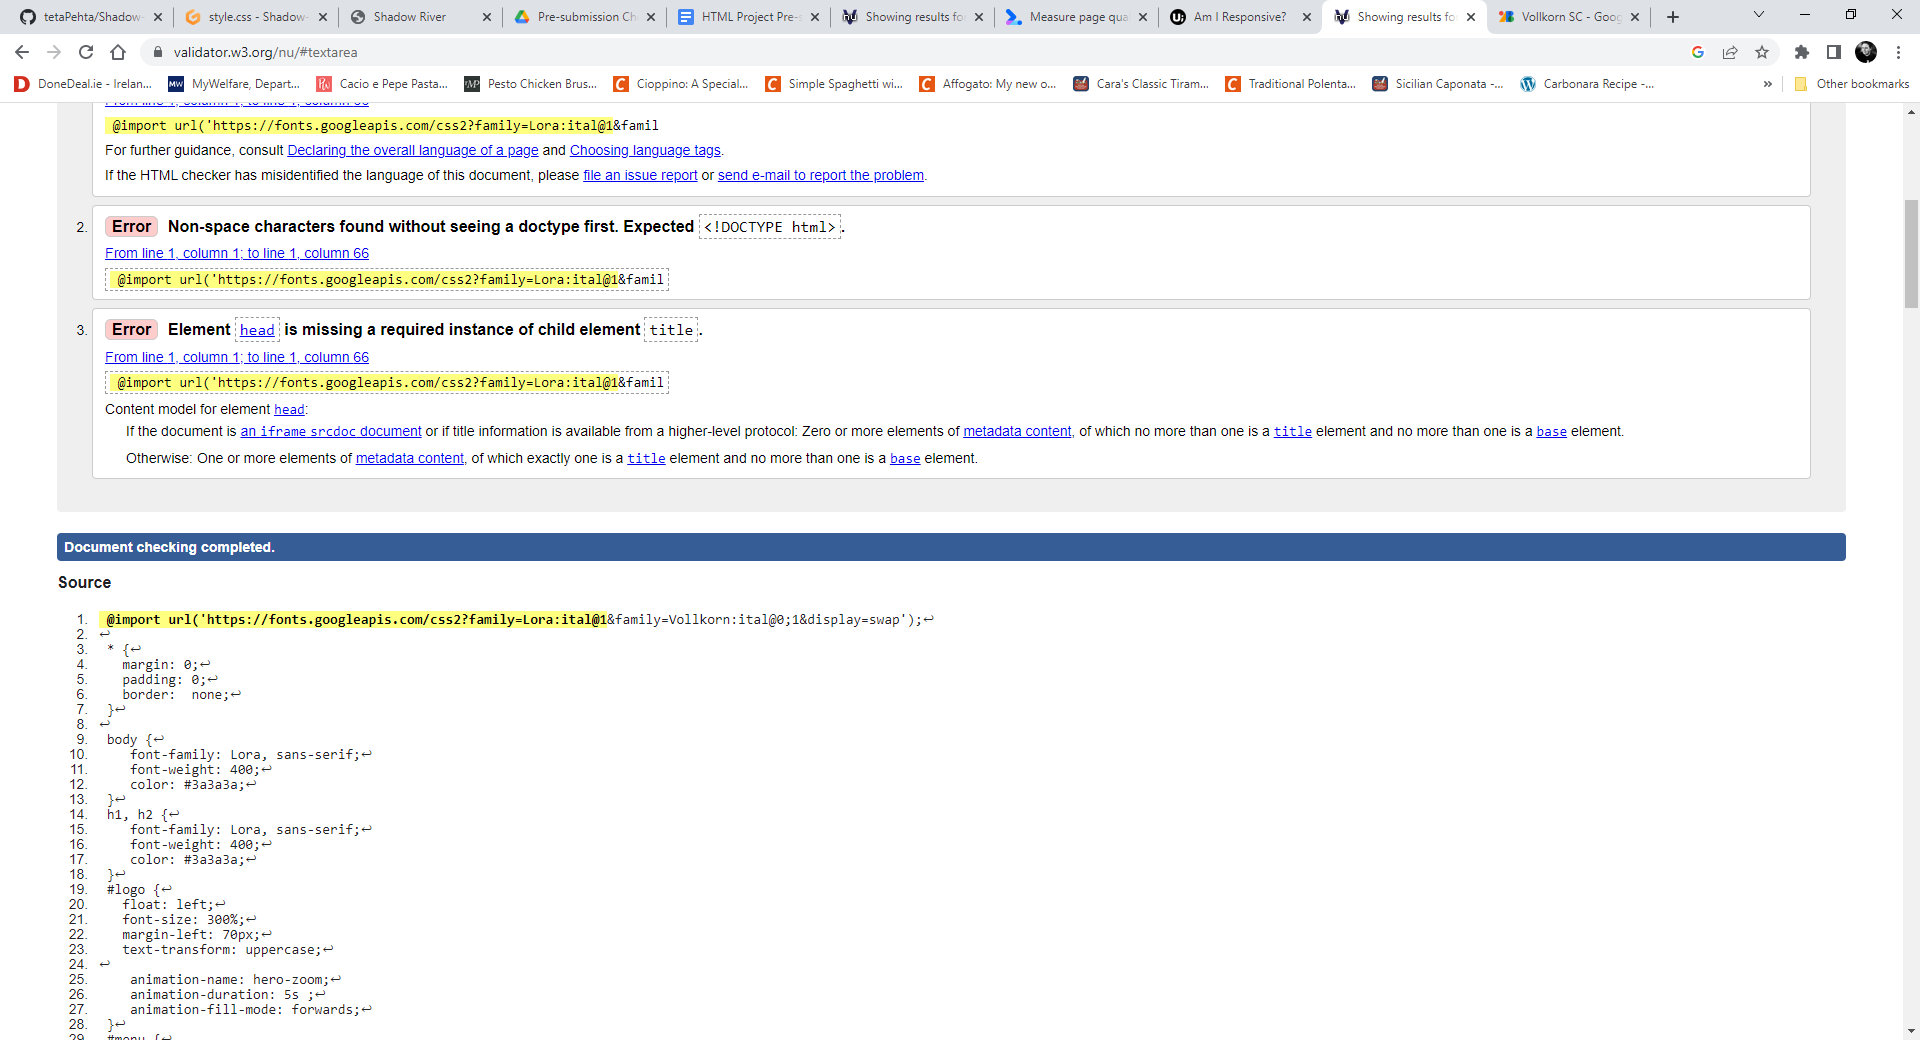 tetaPehta/Shadow-
style.css - Shadow-
Shadow River
Pre-submission Ch
HTML Project Pre-s
Showing results fo
Measure page qua
Am I Responsive?
Showing results fo
Vollkorn SC - Goog
validator.w3.org/nu/#textarea
DoneDeal.ie - Irelan...
MyWelfare, Depart...
Cacio e Pepe Pasta...
Pesto Chicken Brus...
Cioppino: A Special...
Simple Spaghetti wi...
Affogato: My new o...
Cara's Classic Tiram...
Traditional Polenta...
Sicilian Caponata -...
Carbonara Recipe -...
»
Other bookmarks
From line 1, column 1; to line 1, column 66
@import url('https://fonts.googleapis.com/css2?family=Lora:ital@1&famil
For further guidance, consult Declaring the overall language of a page and Choosing language tags.
If the HTML checker has misidentified the language of this document, please file an issue report or send e-mail to report the problem.
2. Error Non-space characters found without seeing a doctype first. Expected <!DOCTYPE html>.
From line 1, column 1; to line 1, column 66
@import url('https://fonts.googleapis.com/css2?family=Lora:ital@1&famil
3. Error Element head is missing a required instance of child element title.
From line 1, column 1; to line 1, column 66
@import url('https://fonts.googleapis.com/css2?family=Lora:ital@1&famil
Content model for element head:
If the document is an iframe srcdoc document or if title information is available from a higher-level protocol: Zero or more elements of metadata content, of which no more than one is a title element and no more than one is a base element.
Otherwise: One or more elements of metadata content, of which exactly one is a title element and no more than one is a base element.
Document checking completed.
Source
1. @import url('https://fonts.googleapis.com/css2?family=Lora:ital@1&family=Vollkorn:ital@0;1&display=swap');↩
2. ↩
3. * {↩
4. margin: 0;↩
5. padding: 0;↩
6. border:  none;↩
7. }↩
8. ↩
9. body {↩
10. font-family: Lora, sans-serif;↩
11. font-weight: 400;↩
12. color: #3a3a3a;↩
13. }↩
14. h1, h2 {↩
15. font-family: Lora, sans-serif;↩
16. font-weight: 400;↩
17. color: #3a3a3a;↩
18. }↩
19. #logo {↩
20. float: left;↩
21. font-size: 300%;↩
22. margin-left: 70px;↩
23. text-transform: uppercase;↩
24. ↩
25. animation-name: hero-zoom;↩
26. animation-duration: 5s ;↩
27. animation-fill-mode: forwards;↩
28. }↩
29. #menu {↩